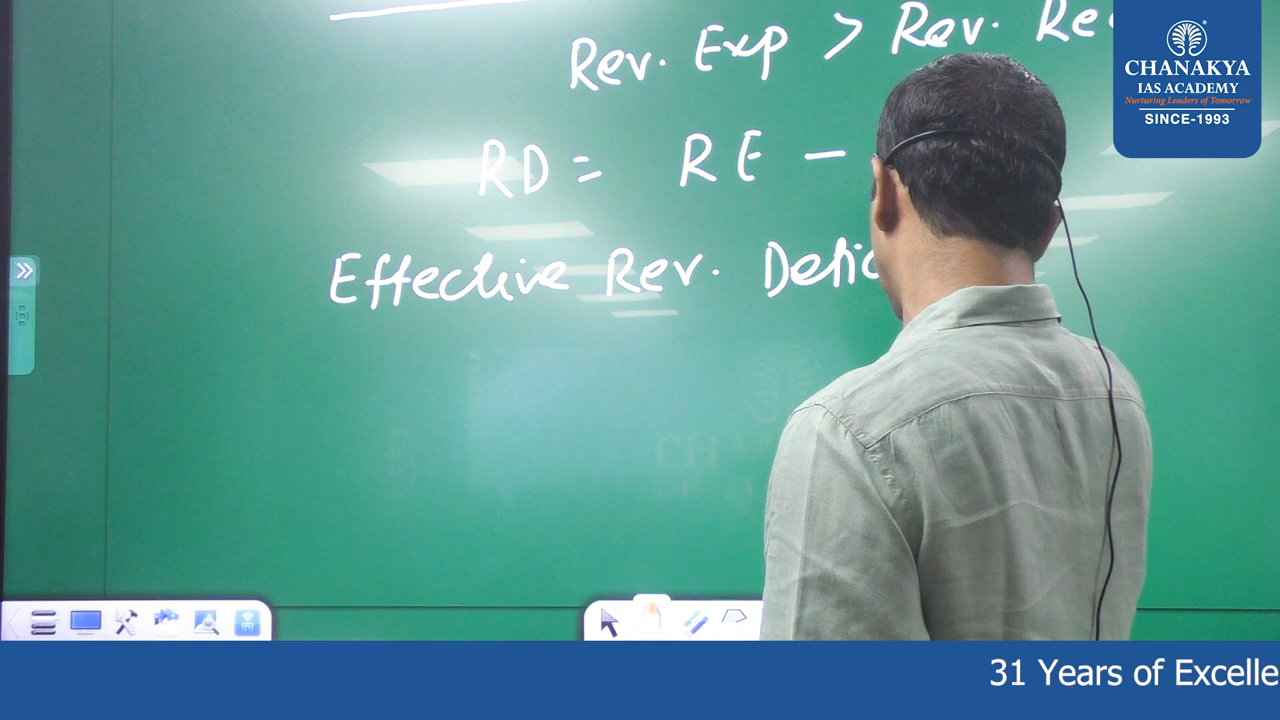 Rev. Exp > Rev. Re
RD = RE -
Effective Rev. Defic
CHANAKYA
IAS ACADEMY
Nurturing Leaders of Tomorrow
SINCE-1993
31 Years of Excelle